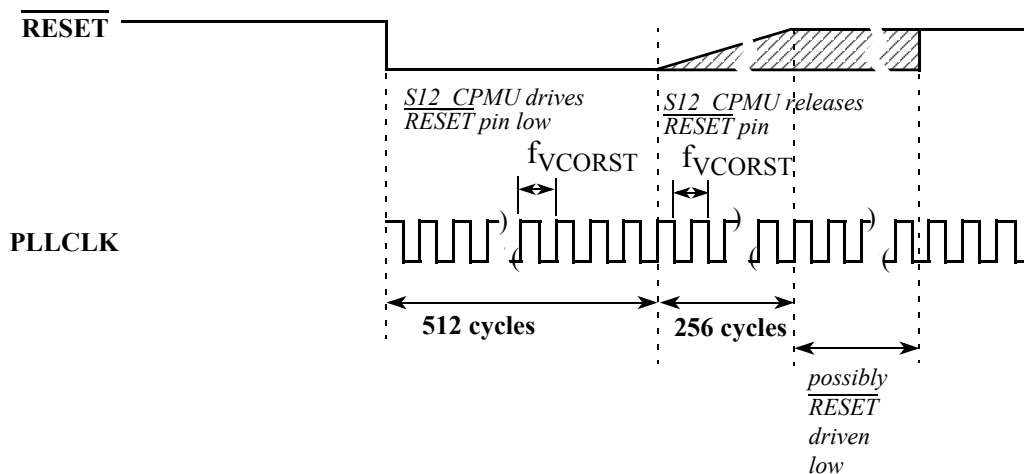 RESET
S12_CPMU drives
RESET pin low
S12_CPMU releases
RESET pin
fVCORST
fVCORST
PLLCLK
512 cycles
256 cycles
possibly
RESET
driven
low